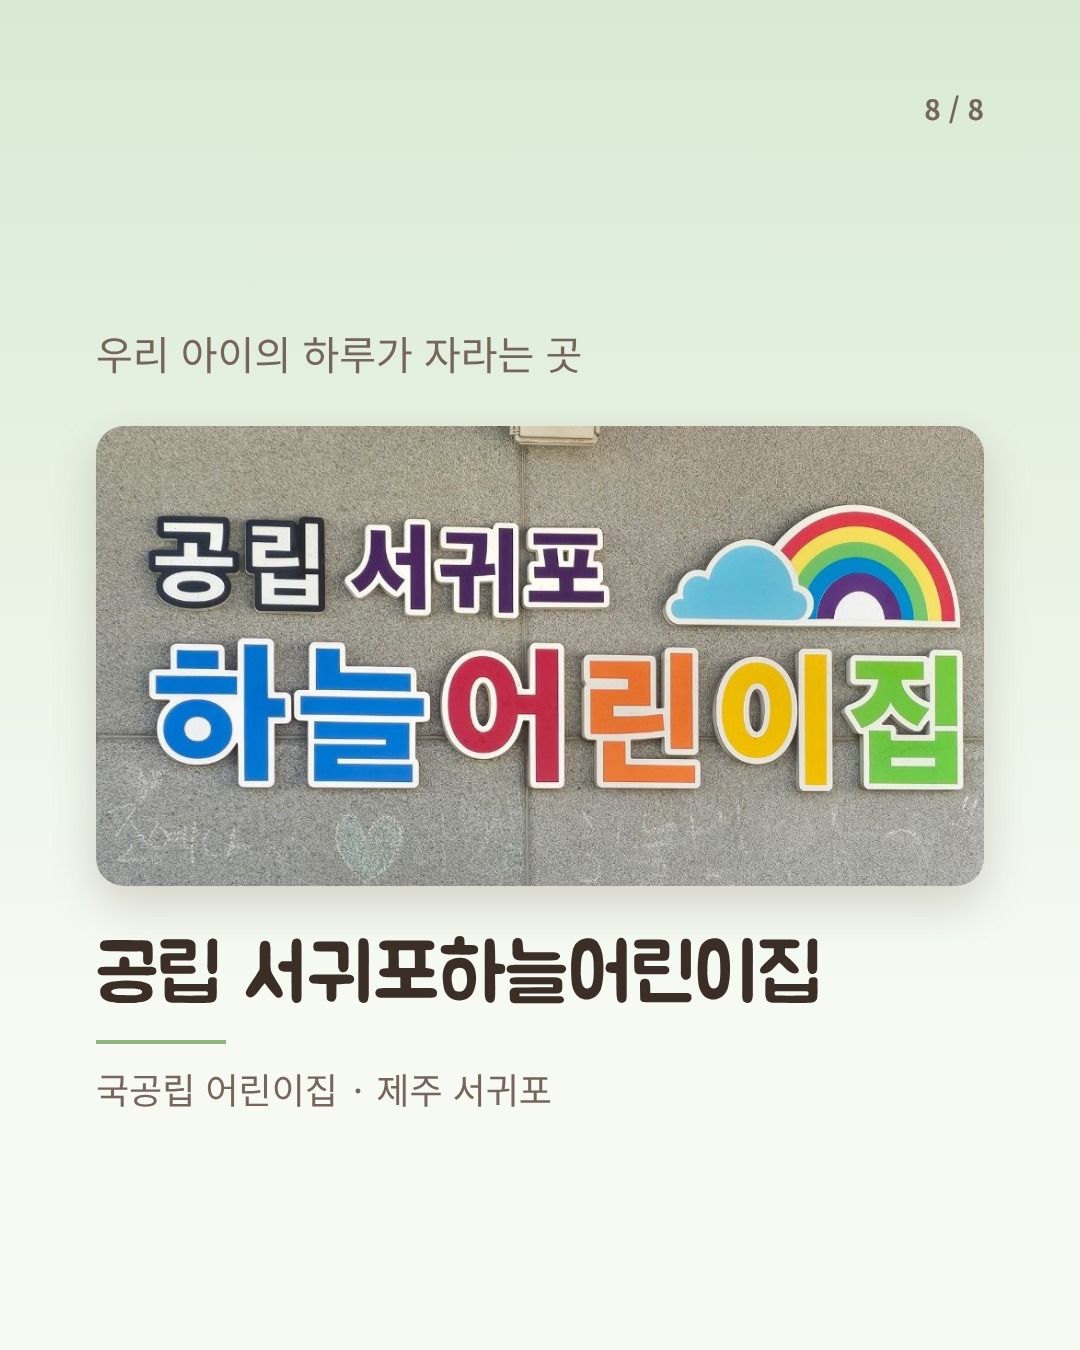 8 / 8
우리 아이의 하루가 자라는 곳
공립 서귀포
하늘어린이집
공립 서귀포하늘어린이집
국공립 어린이집 · 제주 서귀포